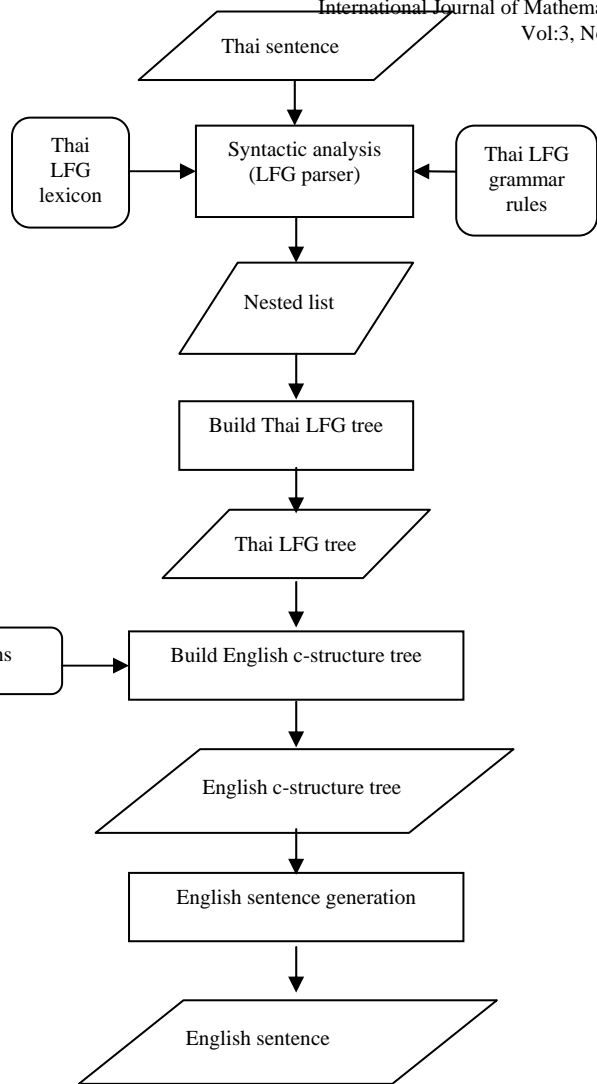 International Journal of Mathema
Vol:3, N
Thai sentence
Thai
LFG
lexicon
Syntactic analysis
(LFG parser)
Thai LFG
grammar
rules
Nested list
Build Thai LFG tree
Thai LFG tree
Build English c-structure tree
English c-structure tree
English sentence generation
English sentence